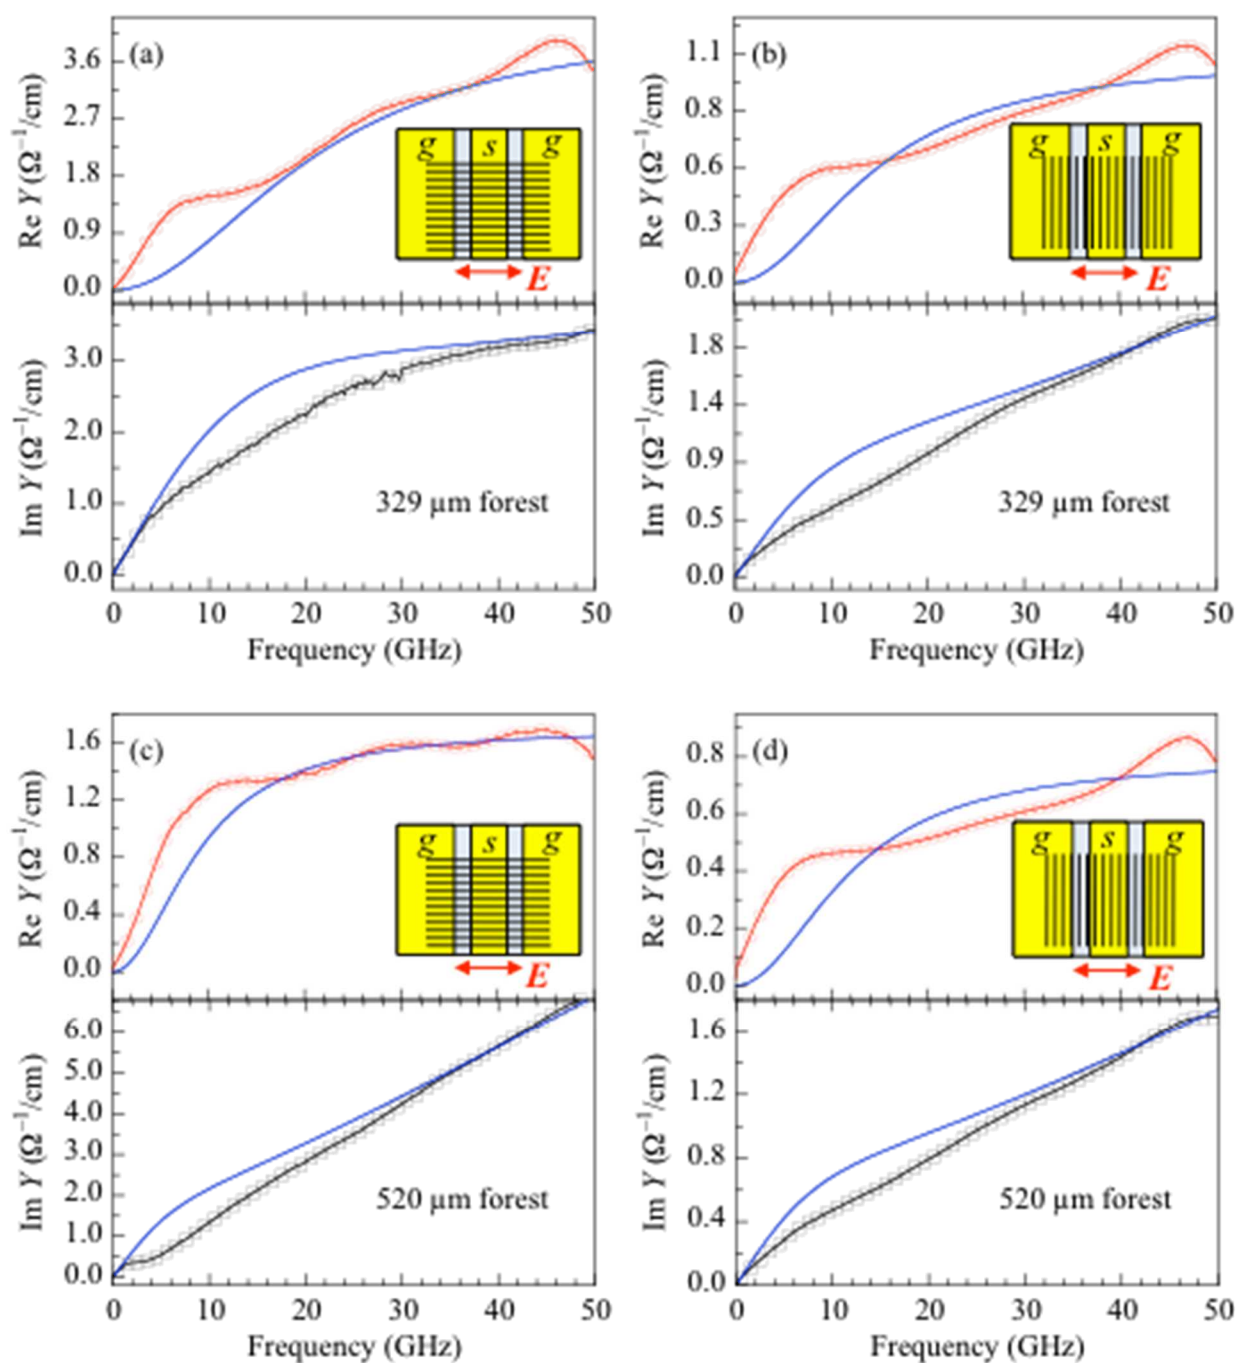 (a)
Re Y (Ω⁻¹/cm)
3.6
2.7
1.8
0.9
0.0
g s g
E
Im Y (Ω⁻¹/cm)
3.0
2.0
1.0
0.0
329 µm forest
0 10 20 30 40 50
Frequency (GHz)
(b)
Re Y (Ω⁻¹/cm)
1.1
0.8
0.6
0.3
0.0
g s g
E
Im Y (Ω⁻¹/cm)
1.8
1.4
0.9
0.5
0.0
329 µm forest
0 10 20 30 40 50
Frequency (GHz)
(c)
Re Y (Ω⁻¹/cm)
1.6
1.2
0.8
0.4
0.0
g s g
E
Im Y (Ω⁻¹/cm)
6.0
5.0
4.0
3.0
2.0
1.0
0.0
520 µm forest
0 10 20 30 40 50
Frequency (GHz)
(d)
Re Y (Ω⁻¹/cm)
0.8
0.6
0.4
0.2
0.0
g s g
E
Im Y (Ω⁻¹/cm)
1.6
1.2
0.8
0.4
0.0
520 µm forest
0 10 20 30 40 50
Frequency (GHz)